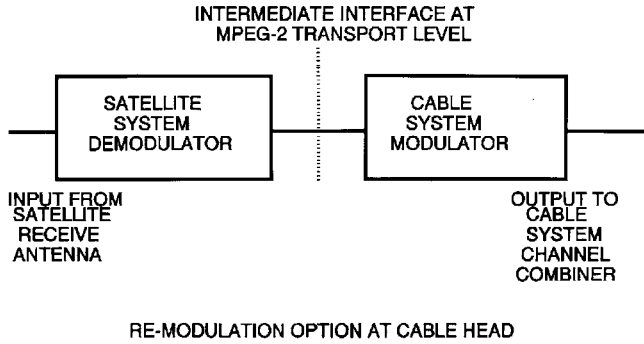 INTERMEDIATE INTERFACE AT
MPEG-2 TRANSPORT LEVEL
SATELLITE
SYSTEM
DEMODULATOR
CABLE
SYSTEM
MODULATOR
INPUT FROM
SATELLITE
RECEIVE
ANTENNA
OUTPUT TO
CABLE
SYSTEM
CHANNEL
COMBINER
RE-MODULATION OPTION AT CABLE HEAD